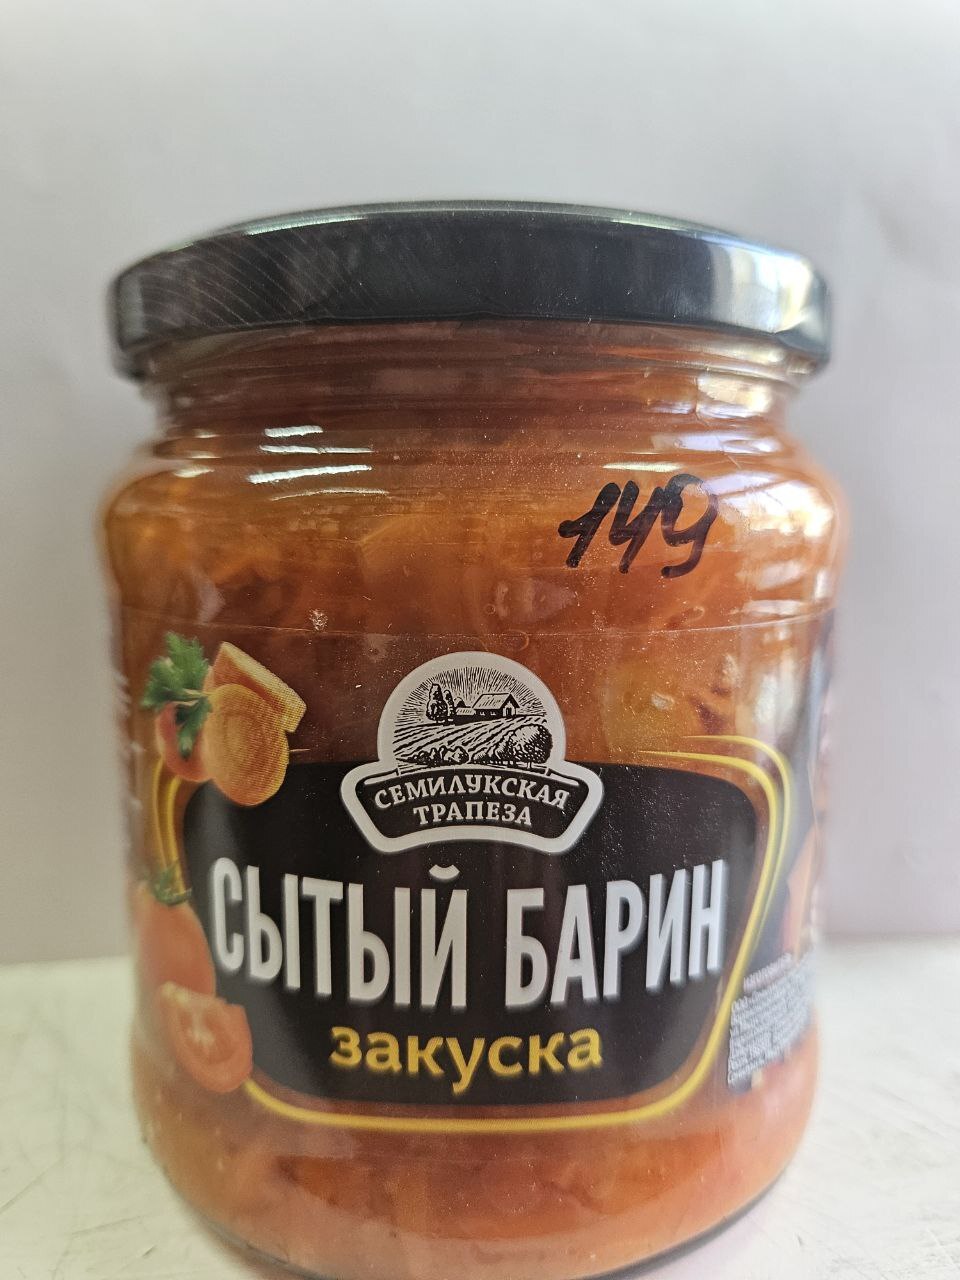 149
СЕМИЛУКСКАЯ
ТРАПЕЗА
СЫТЫЙ БАРИН
закуска